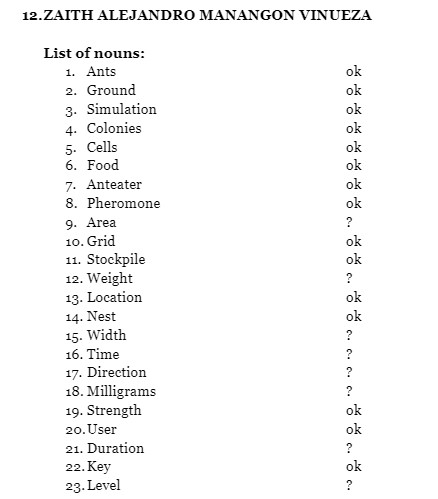 12. ZAITH ALEJANDRO MANANGON VINUEZA
List of nouns:
1. Ants ok
2. Ground ok
3. Simulation ok
4. Colonies ok
5. Cells ok
6. Food ok
7. Anteater ok
8. Pheromone ok
9. Area ?
10. Grid ok
11. Stockpile ok
12. Weight ?
13. Location ok
14. Nest ok
15. Width ?
16. Time ?
17. Direction ?
18. Milligrams ?
19. Strength ok
20. User ok
21. Duration ?
22. Key ok
23. Level ?